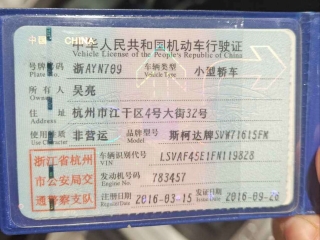 中国 CHINA
中华人民共和国机动车行驶证
Vehicle License of the People's Republic of China
号牌号码 浙AYN789 车辆类型 小型轿车
Plate No. Vehicle Type
所有人 吴亮
Owner
住址 杭州市江干区4号大街32号
Address
使用性质 非营运 品牌型号 斯柯达牌SVW71615FM
Use Character Model
浙江省杭州市公安局交通警察支队
车辆识别代号 LSVAF45E1FN119828
VIN
发动机号码 783457
Engine No.
注册日期 2016-03-15 发证日期 2016-09-28
Register Date Issue Date